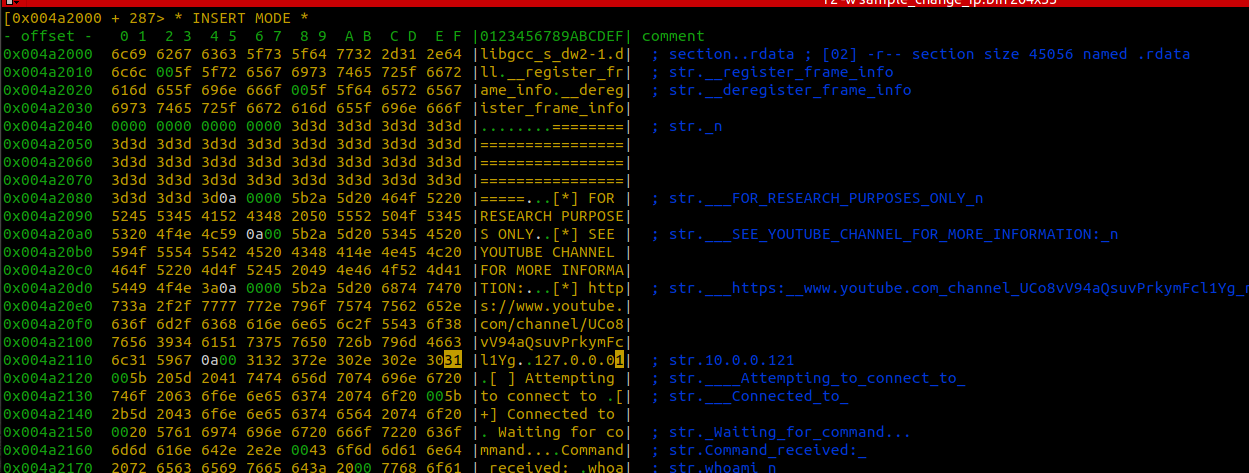 [0x004a2000 + 287> * INSERT MODE *
- offset -   0 1  2 3  4 5  6 7  8 9  A B  C D  E F |0123456789ABCDEF| comment
0x004a2000  6c69 6267 6363 5f73 5f64 7732 2d31 2e64 |libgcc_s_dw2-1.d| ; section..rdata ; [02] -r-- section size 45056 named .rdata
0x004a2010  6c6c 005f 5f72 6567 6973 7465 725f 6672 |ll.__register_fr| ; str.__register_frame_info
0x004a2020  616d 655f 696e 666f 005f 5f64 6572 6567 |ame_info.__dereg| ; str.__deregister_frame_info
0x004a2030  6973 7465 725f 6672 616d 655f 696e 666f |ister_frame_info|
0x004a2040  0000 0000 0000 0000 3d3d 3d3d 3d3d 3d3d |........========| ; str._n
0x004a2050  3d3d 3d3d 3d3d 3d3d 3d3d 3d3d 3d3d 3d3d |================|
0x004a2060  3d3d 3d3d 3d3d 3d3d 3d3d 3d3d 3d3d 3d3d |================|
0x004a2070  3d3d 3d3d 3d3d 3d3d 3d3d 3d3d 3d3d 3d3d |================|
0x004a2080  3d3d 3d3d 3d0a 0000 5b2a 5d20 464f 5220 |=====...[*] FOR | ; str.___FOR_RESEARCH_PURPOSES_ONLY_n
0x004a2090  5245 5345 4152 4348 2050 5552 504f 5345 |RESEARCH PURPOSE|
0x004a20a0  5320 4f4e 4c59 0a00 5b2a 5d20 5345 4520 |S ONLY..[*] SEE | ; str.___SEE_YOUTUBE_CHANNEL_FOR_MORE_INFORMATION:_n
0x004a20b0  594f 5554 5542 4520 4348 414e 4e45 4c20 |YOUTUBE CHANNEL |
0x004a20c0  464f 5220 4d4f 5245 2049 4e46 4f52 4d41 |FOR MORE INFORMA|
0x004a20d0  5449 4f4e 3a0a 0000 5b2a 5d20 6874 7470 |TION:...[*] http| ; str.___https:__www.youtube.com_channel_UCo8vV94aQsuvPrkymFcl1Yg_n
0x004a20e0  733a 2f2f 7777 772e 796f 7574 7562 652e |s://www.youtube.|
0x004a20f0  636f 6d2f 6368 616e 6e65 6c2f 5543 6f38 |com/channel/UCo8|
0x004a2100  7656 3934 6151 7375 7650 726b 796d 4663 |vV94aQsuvPrkymFc|
0x004a2110  6c31 5967 0a00 3132 372e 302e 302e 3031 |l1Yg..127.0.0.01| ; str.10.0.0.121
0x004a2120  005b 205d 2041 7474 656d 7074 696e 6720 |.[ ] Attempting | ; str.____Attempting_to_connect_to_
0x004a2130  746f 2063 6f6e 6e65 6374 2074 6f20 005b |to connect to .[| ; str.___Connected_to_
0x004a2140  2b5d 2043 6f6e 6e65 6374 6564 2074 6f20 |+] Connected to |
0x004a2150  0020 5761 6974 696e 6720 666f 7220 636f |. Waiting for co| ; str._Waiting_for_command...
0x004a2160  6d6d 616e 642e 2e2e 0043 6f6d 6d61 6e64 |mmand....Command| ; str.Command_received:_
0x004a2170  2072 6563 6569 7665 643a 2000 7768 6f61 | received: .whoa| ; str.whoami_n